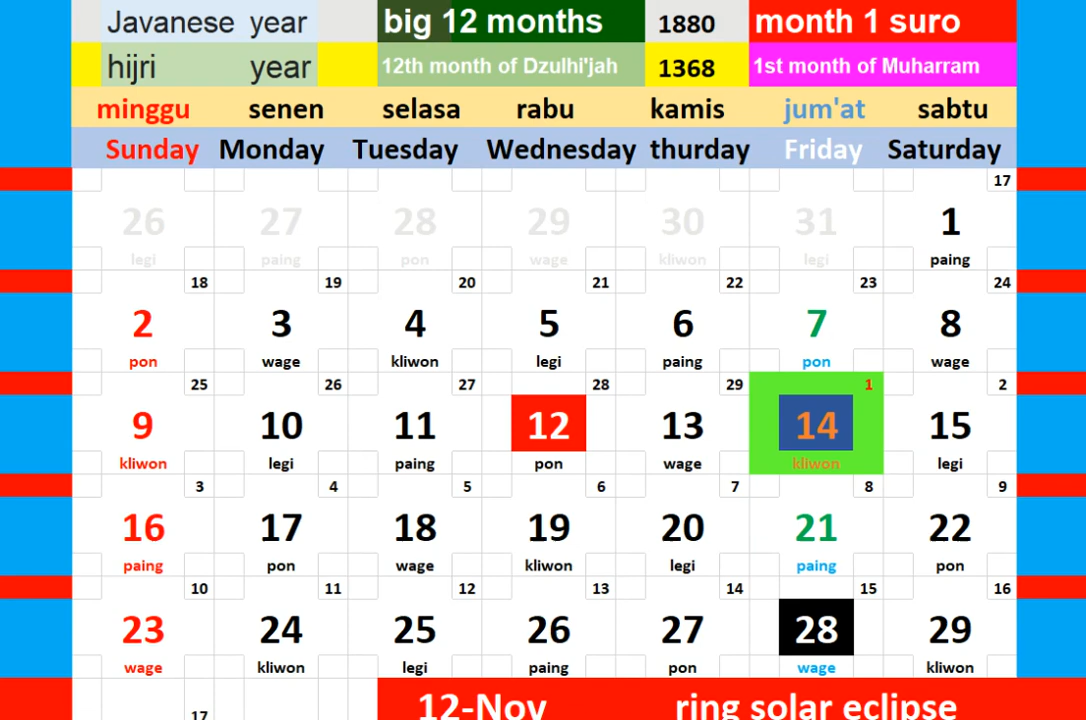 Javanese year big 12 months 1880 month 1 suro
hijri year 12th month of Dzulhi'jah 1368 1st month of Muharram
minggu senen selasa rabu kamis jum'at sabtu
Sunday Monday Tuesday Wednesday thurday Friday Saturday
17
26 27 28 29 30 31 1
legi paing pon wage kliwon legi paing
18 19 20 21 22 23 24
2 3 4 5 6 7 8
pon wage kliwon legi paing pon wage
25 26 27 28 29 1 2
9 10 11 12 13 14 15
kliwon legi paing pon wage kliwon legi
3 4 5 6 7 8 9
16 17 18 19 20 21 22
paing pon wage kliwon legi paing pon
10 11 12 13 14 15 16
23 24 25 26 27 28 29
wage kliwon legi paing pon wage kliwon
17 12-Nov ring solar eclipse